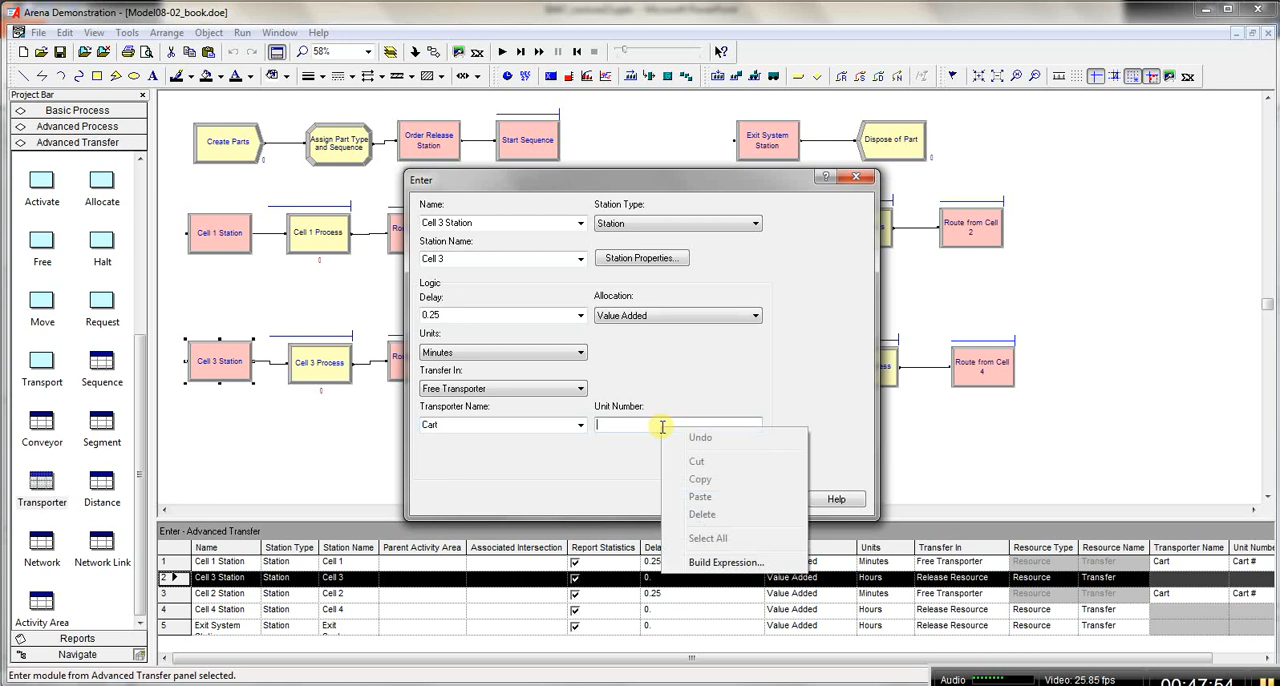 Arena Demonstration - [Model08-02_book.doe]
File Edit View Tools Arrange Object Run Window Help
58%
Project Bar
Basic Process
Advanced Process
Advanced Transfer
Activate Allocate
Free Halt
Move Request
Transport Sequence
Conveyor Segment
Transporter Distance
Network Network Link
Activity Area
Reports
Navigate
Create Parts
0
Assign Part Type
and Sequence
Order Release
Station
Start Sequence
Exit System
Station
Dispose of Part
0
Cell 1 Station
Cell 1 Process
0
Route from Cell
2
Cell 3 Station
Cell 3 Process
0
Route from Cell
4
Enter
Name:
Station Type:
Cell 3 Station
Station
Station Name:
Cell 3
Station Properties...
Logic
Delay:
Allocation:
0.25
Value Added
Units:
Minutes
Transfer In:
Free Transporter
Transporter Name:
Unit Number:
Cart
Help
Undo
Cut
Copy
Paste
Delete
Select All
Build Expression...
Enter - Advanced Transfer
Name Station Type Station Name Parent Activity Area Associated Intersection Report Statistics Units Transfer In Resource Type Resource Name Transporter Name
1 Cell 1 Station Station Cell 1 0.25 Minutes Free Transporter Resource Transfer Cart Cart #
2 Cell 3 Station Station Cell 3 0. Value Added Hours Release Resource Resource Transfer
3 Cell 2 Station Station Cell 2 0.25 Value Added Minutes Free Transporter Resource Transfer Cart Cart #
4 Cell 4 Station Station Cell 4 0. Value Added Hours Release Resource Resource Transfer
5 Exit System Station Exit 0. Value Added Hours Release Resource Resource Transfer
Enter module from Advanced Transfer panel selected.
Audio Video: 25.85 fps 00:47:54